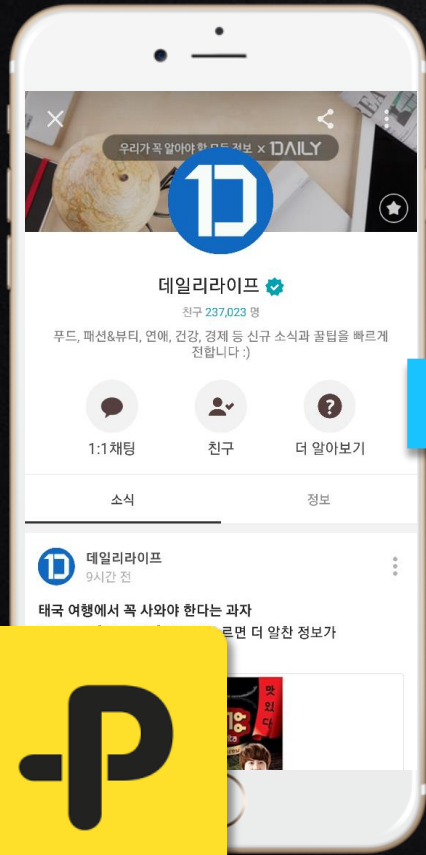 우리가 꼭 알아야 할 모든 정보 × 1DAILY
1D
데일리라이프
친구 237,023 명
푸드, 패션&뷰티, 연애, 건강, 경제 등 신규 소식과 꿀팁을 빠르게
전합니다 :)
1:1채팅
친구
더 알아보기
소식
정보
1D
데일리라이프
9시간 전
태국 여행에서 꼭 사와야 한다는 과자
르면 더 알찬 정보가
맛있다